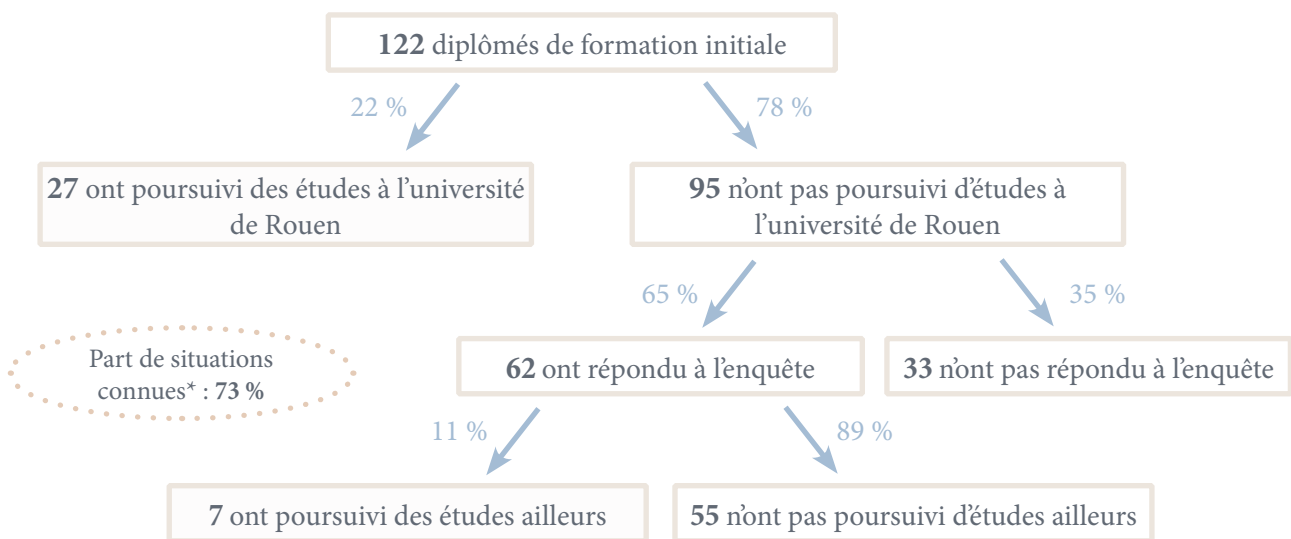 122 diplômés de formation initiale
22 %
78 %
27 ont poursuivi des études à l’université
de Rouen
95 n’ont pas poursuivi d’études à
l’université de Rouen
65 %
35 %
Part de situations
connues* : 73 %
62 ont répondu à l’enquête
33 n’ont pas répondu à l’enquête
11 %
89 %
7 ont poursuivi des études ailleurs
55 n’ont pas poursuivi d’études ailleurs